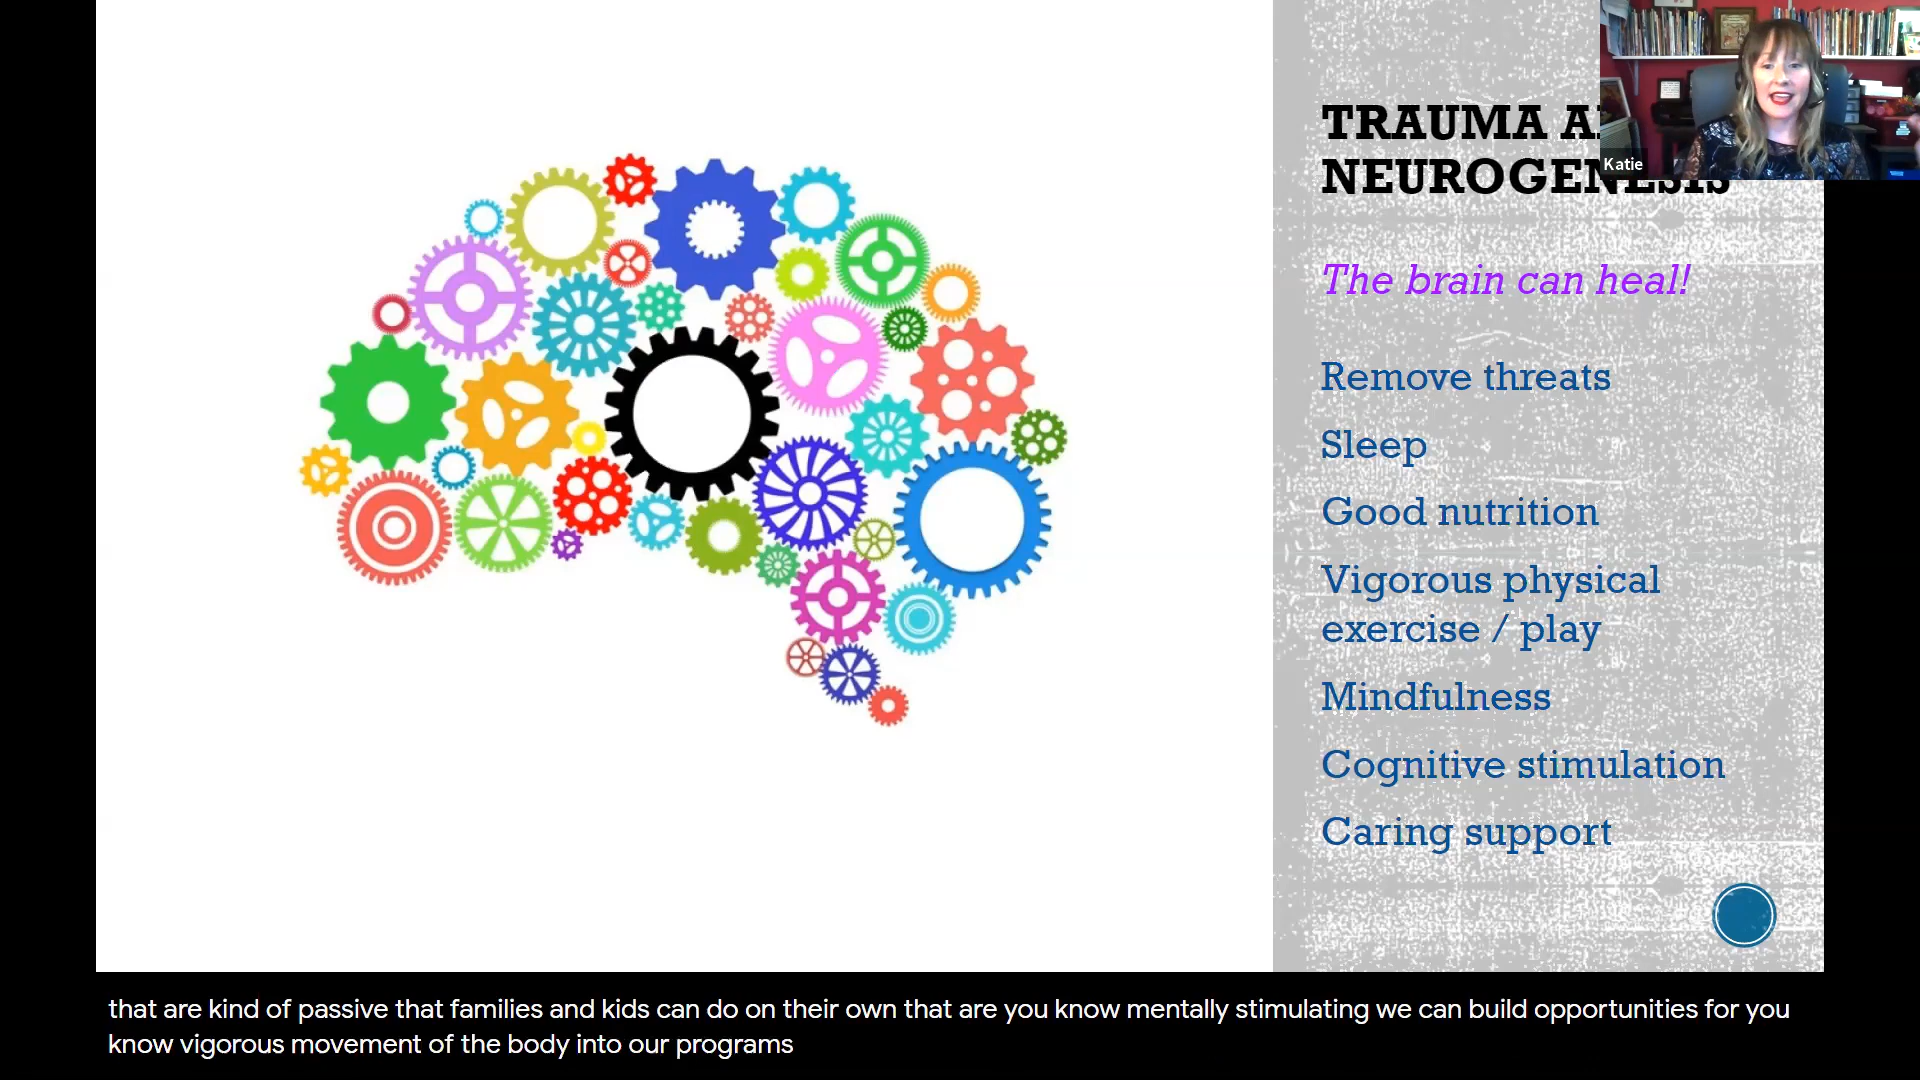 TRAUMA A
NEUROGENESIS
Katie
The brain can heal!
Remove threats
Sleep
Good nutrition
Vigorous physical
exercise / play
Mindfulness
Cognitive stimulation
Caring support
that are kind of passive that families and kids can do on their own that are you know mentally stimulating we can build opportunities for you
know vigorous movement of the body into our programs